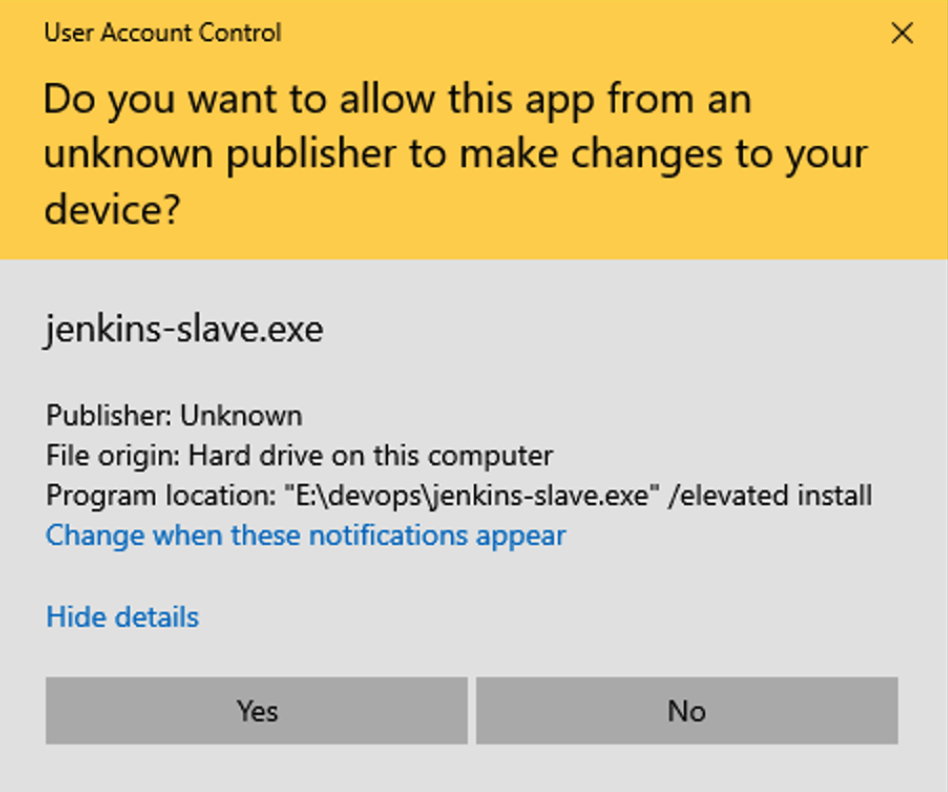 User Account Control
Do you want to allow this app from an
unknown publisher to make changes to your
device?
jenkins-slave.exe
Publisher: Unknown
File origin: Hard drive on this computer
Program location: "E:\devops\jenkins-slave.exe" /elevated install
Change when these notifications appear
Hide details
Yes
No